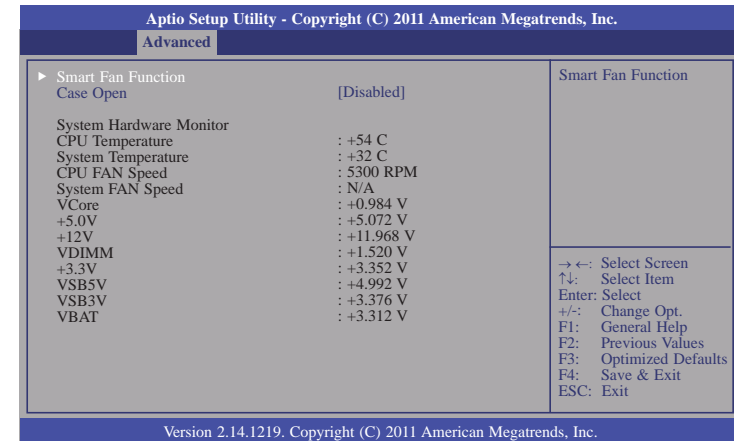 Aptio Setup Utility - Copyright (C) 2011 American Megatrends, Inc.
Advanced
► Smart Fan Function
Case Open [Disabled]
System Hardware Monitor
CPU Temperature : +54 C
System Temperature : +32 C
CPU FAN Speed : 5300 RPM
System FAN Speed : N/A
VCore : +0.984 V
+5.0V : +5.072 V
+12V : +11.968 V
VDIMM : +1.520 V
+3.3V : +3.352 V
VSB5V : +4.992 V
VSB3V : +3.376 V
VBAT : +3.312 V
Smart Fan Function
→←: Select Screen
↑↓: Select Item
Enter: Select
+/-: Change Opt.
F1: General Help
F2: Previous Values
F3: Optimized Defaults
F4: Save & Exit
ESC: Exit
Version 2.14.1219. Copyright (C) 2011 American Megatrends, Inc.